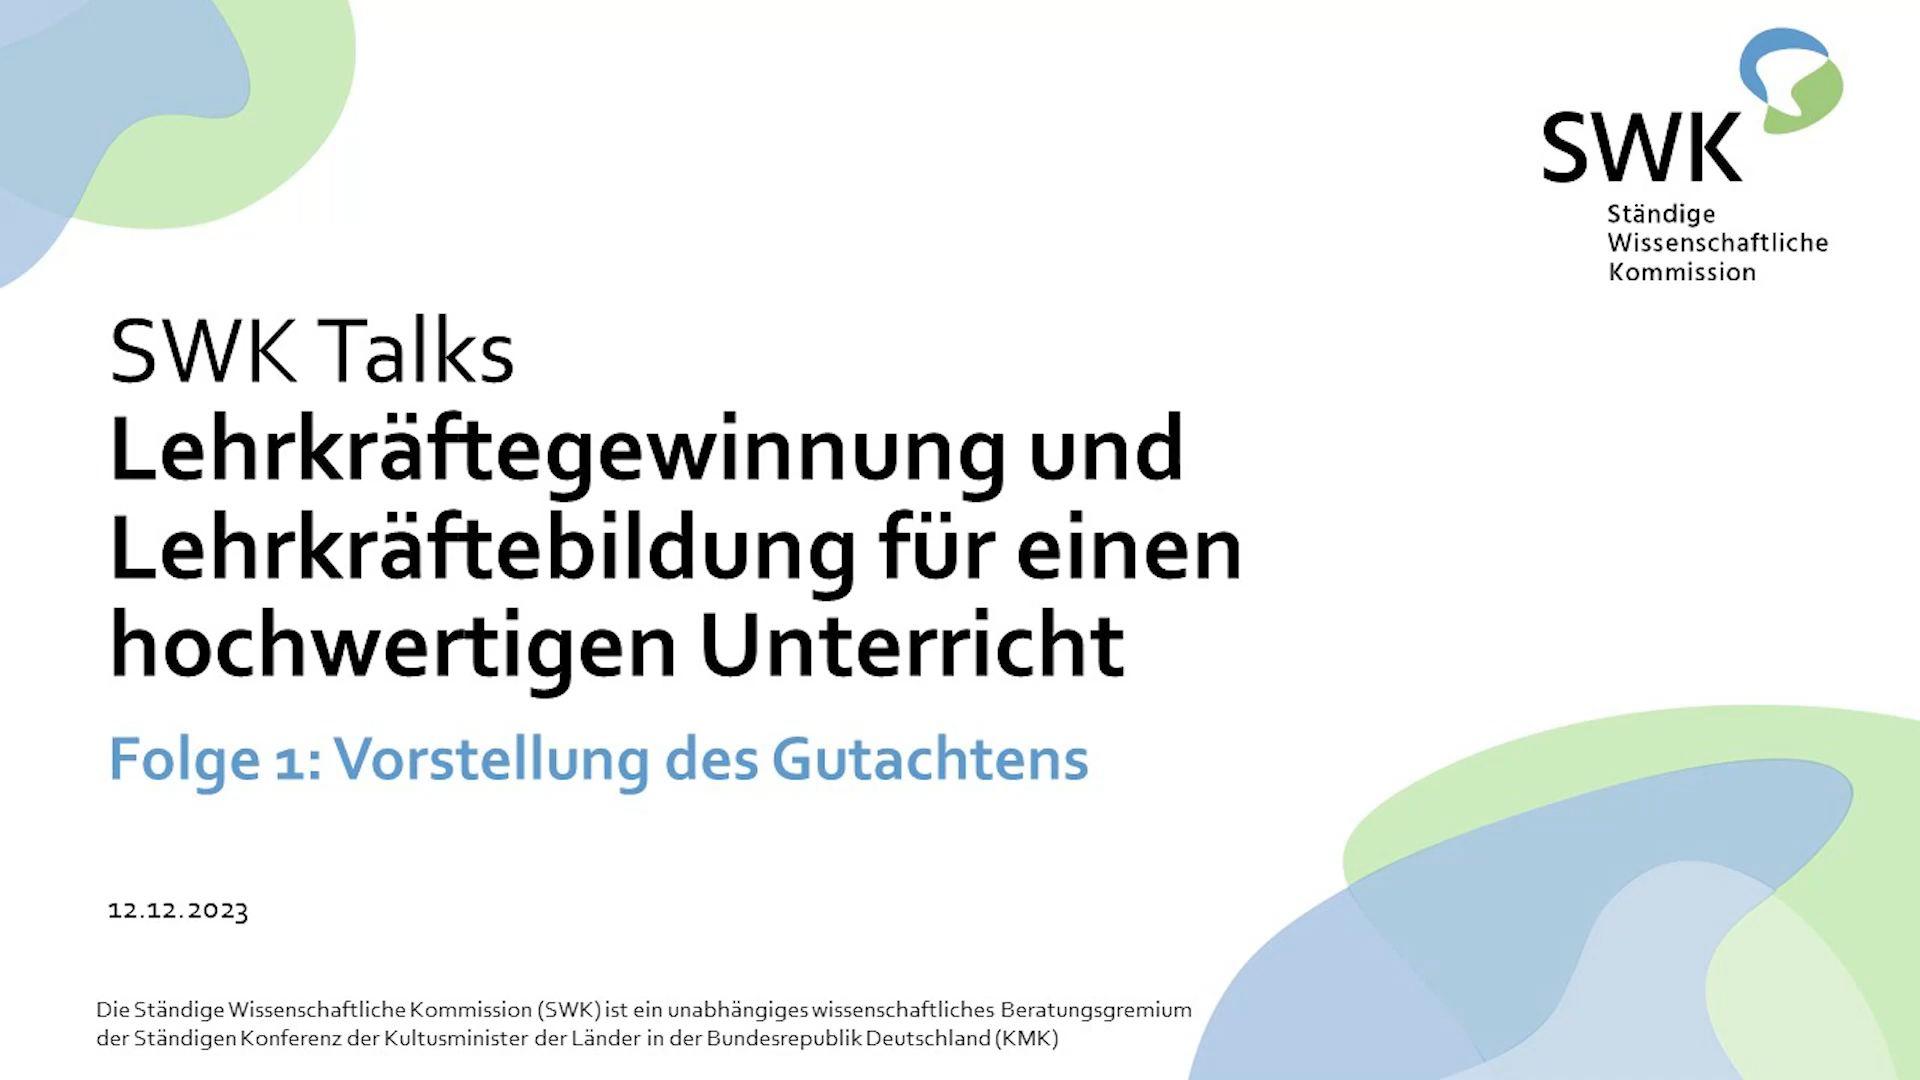 SWK
Ständige
Wissenschaftliche
Kommission
SWK Talks
Lehrkräftegewinnung und
Lehrkräftebildung für einen
hochwertigen Unterricht
Folge 1: Vorstellung des Gutachtens
12.12.2023
Die Ständige Wissenschaftliche Kommission (SWK) ist ein unabhängiges wissenschaftliches Beratungsgremium
der Ständigen Konferenz der Kultusminister der Länder in der Bundesrepublik Deutschland (KMK)